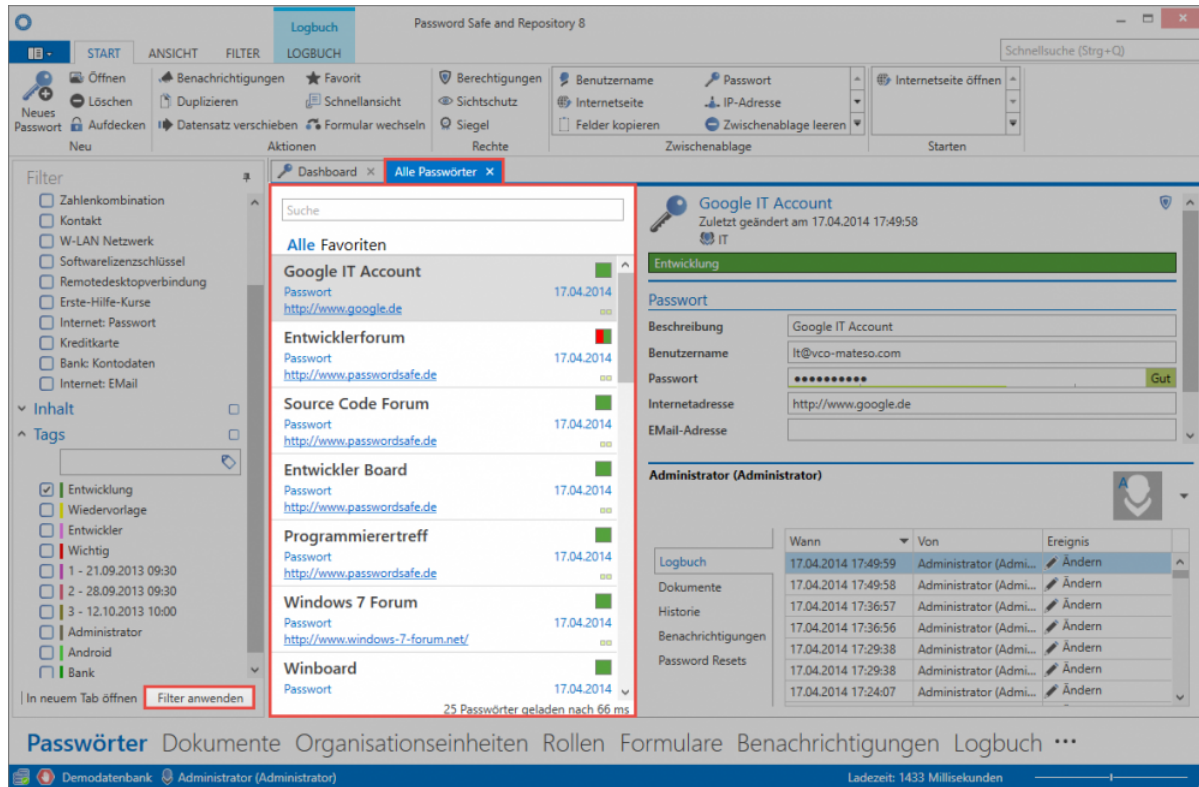 Logbuch
Password Safe and Repository 8
START ANSICHT FILTER LOGBUCH
Schnellsuche (Strg+Q)
Neues Passwort
Öffnen
Löschen
Aufdecken
Neu
Benachrichtigungen
Duplizieren
Datensatz verschieben
Favorit
Schnellansicht
Formular wechseln
Aktionen
Berechtigungen
Sichtschutz
Siegel
Rechte
Benutzername
Internetseite
Felder kopieren
Passwort
IP-Adresse
Zwischenablage leeren
Zwischenablage
Internetseite öffnen
Starten
Filter
Zahlenkombination
Kontakt
W-LAN Netzwerk
Softwarelizenzschlüssel
Remotedesktopverbindung
Erste-Hilfe-Kurse
Internet: Passwort
Kreditkarte
Bank: Kontodaten
Internet: EMail
Inhalt
Tags
Entwicklung
Wiedervorlage
Entwickler
Wichtig
1 - 21.09.2013 09:30
2 - 28.09.2013 09:30
3 - 12.10.2013 10:00
Administrator
Android
Bank
In neuem Tab öffnen
Filter anwenden
Dashboard ×
Alle Passwörter ×
Suche
Alle Favoriten
Google IT Account
Passwort 17.04.2014
http://www.google.de
Entwicklerforum
Passwort 17.04.2014
http://www.passwordsafe.de
Source Code Forum
Passwort 17.04.2014
http://www.passwordsafe.de
Entwickler Board
Passwort 17.04.2014
http://www.passwordsafe.de
Programmierertreff
Passwort 17.04.2014
http://www.passwordsafe.de
Windows 7 Forum
Passwort 17.04.2014
http://www.windows-7-forum.net/
Winboard
Passwort 17.04.2014
25 Passwörter geladen nach 66 ms
Google IT Account
Zuletzt geändert am 17.04.2014 17:49:58
IT
Entwicklung
Passwort
Beschreibung Google IT Account
Benutzername lt@vco-mateso.com
Passwort ●●●●●●●●●● Gut
Internetadresse http://www.google.de
EMail-Adresse
Administrator (Administrator)
A
Logbuch
Dokumente
Historie
Benachrichtigungen
Password Resets
Wann Von Ereignis
17.04.2014 17:49:59 Administrator (Admi... Ändern
17.04.2014 17:49:58 Administrator (Admi... Ändern
17.04.2014 17:36:57 Administrator (Admi... Ändern
17.04.2014 17:36:56 Administrator (Admi... Ändern
17.04.2014 17:29:38 Administrator (Admi... Ändern
17.04.2014 17:29:38 Administrator (Admi... Ändern
17.04.2014 17:24:07 Administrator (Admi... Ändern
Passwörter Dokumente Organisationseinheiten Rollen Formulare Benachrichtigungen Logbuch •••
Demodatenbank Administrator (Administrator)
Ladezeit: 1433 Millisekunden